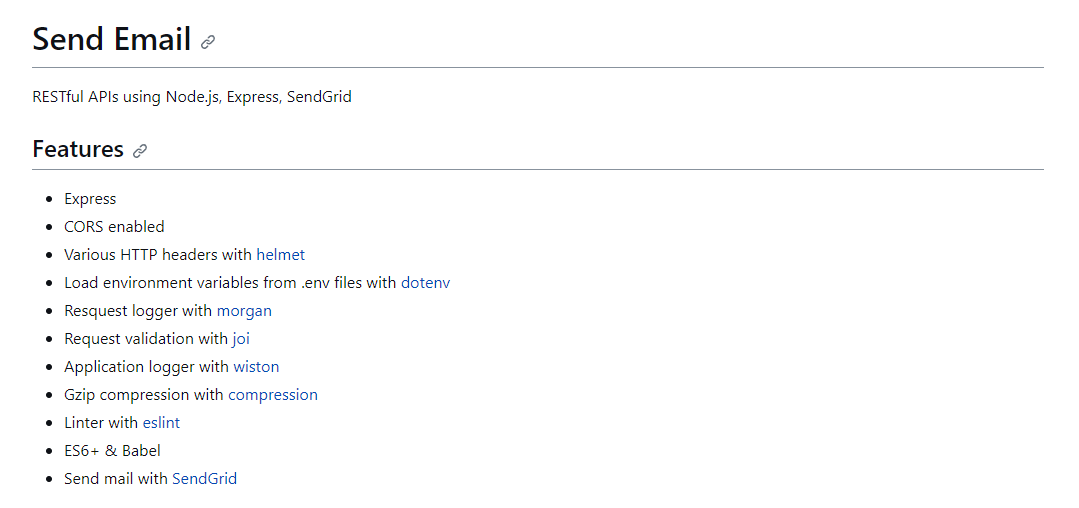 Send Email
RESTful APIs using Node.js, Express, SendGrid
Features
Express
CORS enabled
Various HTTP headers with helmet
Load environment variables from .env files with dotenv
Resquest logger with morgan
Request validation with joi
Application logger with wiston
Gzip compression with compression
Linter with eslint
ES6+ & Babel
Send mail with SendGrid